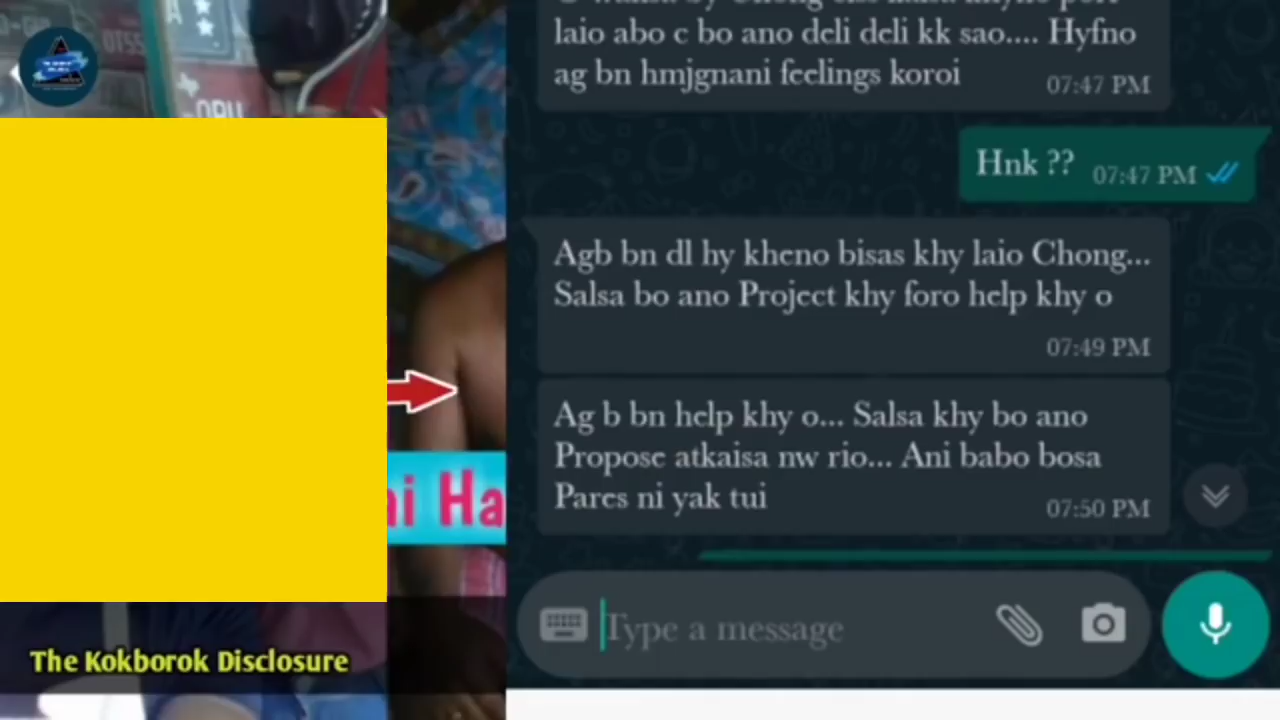 laio abo c bo ano deli deli kk sao.... Hyfno
ag bn hmjgnani feelings koroi
07:47 PM
Hnk ?? 07:47 PM
Agb bn dl hy kheno bisas khy laio Chong...
Salsa bo ano Project khy foro help khy o
07:49 PM
Ag b bn help khy o... Salsa khy bo ano
Propose atkaisa nw rio... Ani babo bosa
Pares ni yak tui
07:50 PM
Type a message
ni Ha
The Kokborok Disclosure